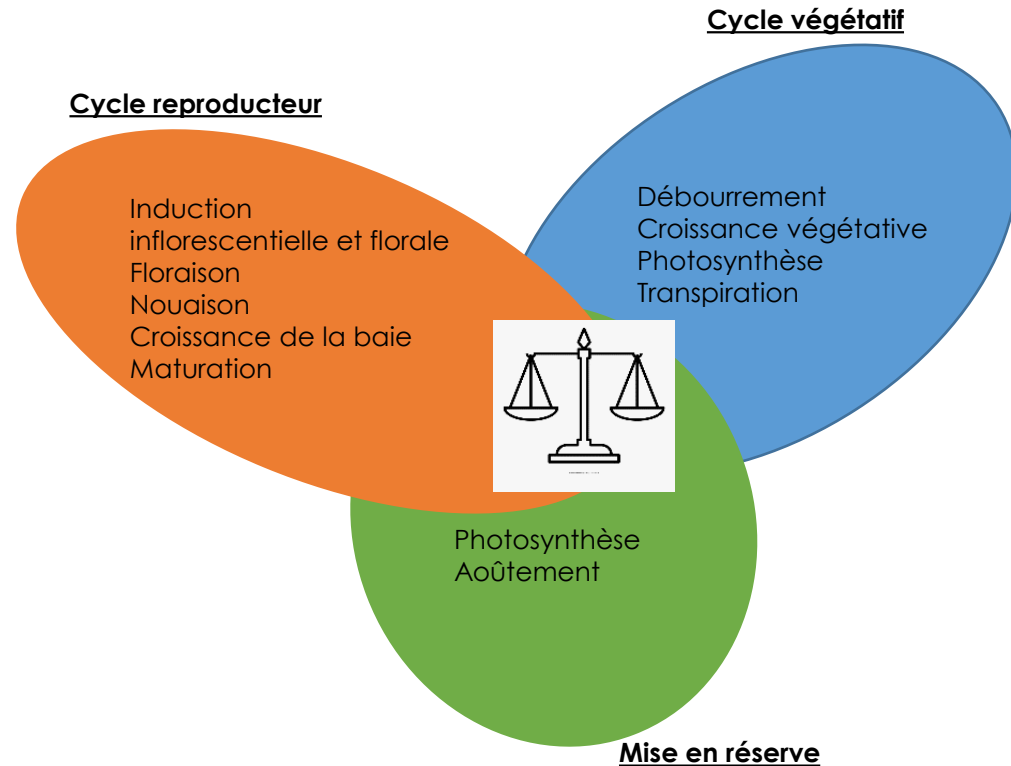 Cycle végétatif
Cycle reproducteur
Induction
inflorescentielle et florale
Floraison
Nouaison
Croissance de la baie
Maturation
Débourrement
Croissance végétative
Photosynthèse
Transpiration
Photosynthèse
Aoûtement
Mise en réserve